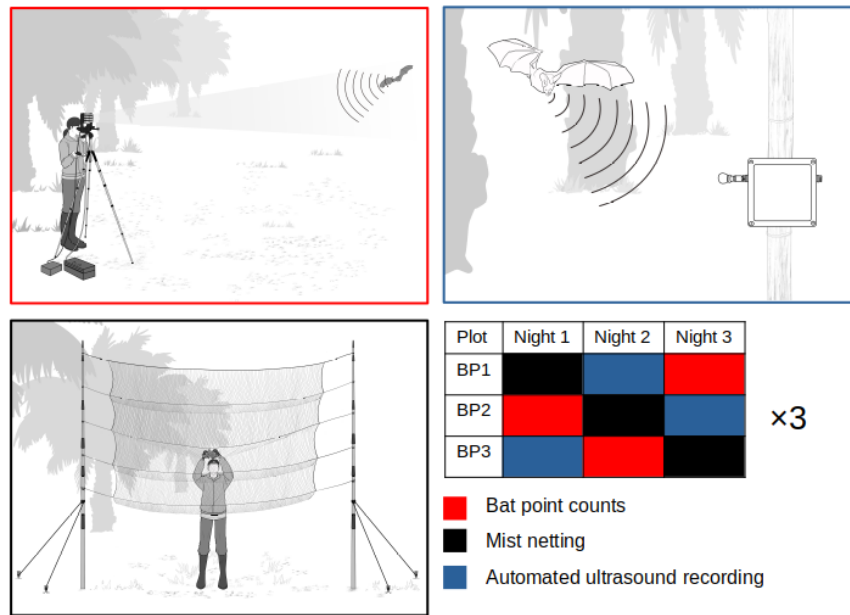 Plot Night 1 Night 2 Night 3
BP1
BP2
BP3
×3
Bat point counts
Mist netting
Automated ultrasound recording